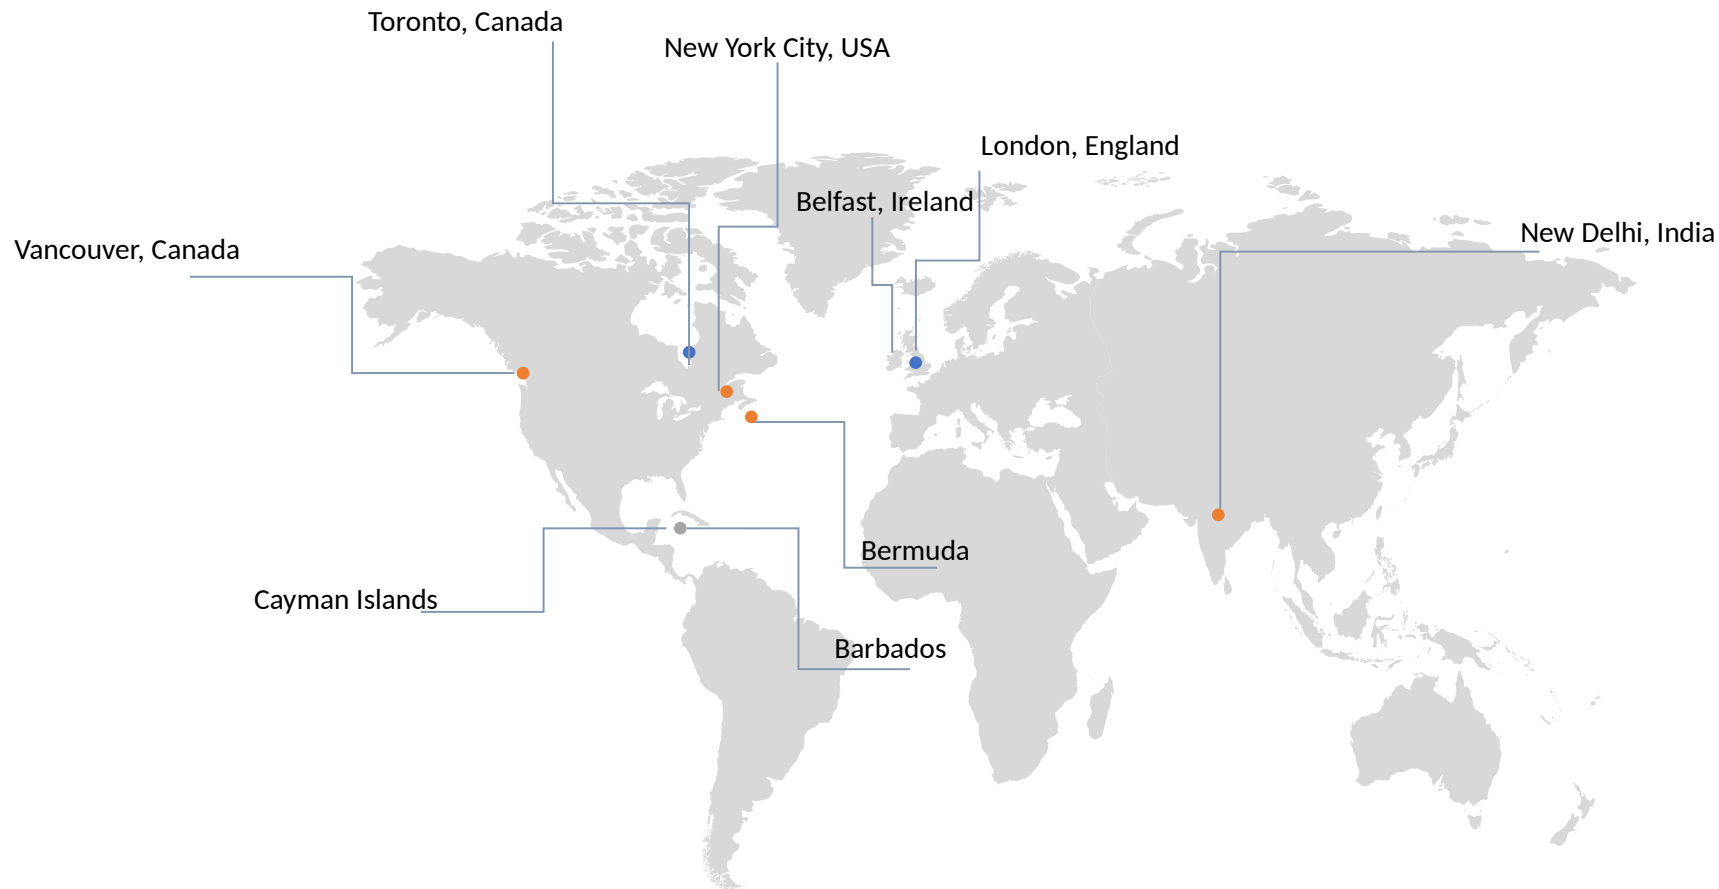 Toronto, Canada
New York City, USA
London, England
Belfast, Ireland
New Delhi, India
Vancouver, Canada
Bermuda
Cayman Islands
Barbados